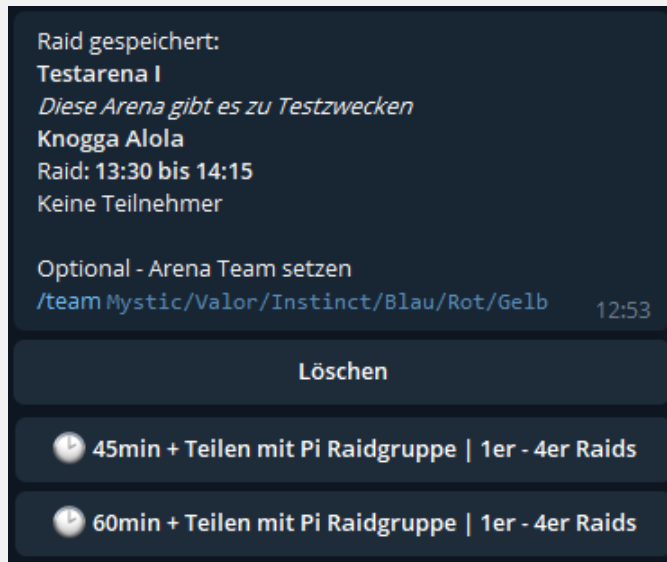 Raid gespeichert:
Testarena I
Diese Arena gibt es zu Testzwecken
Knogga Alola
Raid: 13:30 bis 14:15
Keine Teilnehmer
Optional - Arena Team setzen
/team Mystic/Valor/Instinct/Blau/Rot/Gelb 12:53
Löschen
45min + Teilen mit Pi Raidgruppe | 1er - 4er Raids
60min + Teilen mit Pi Raidgruppe | 1er - 4er Raids